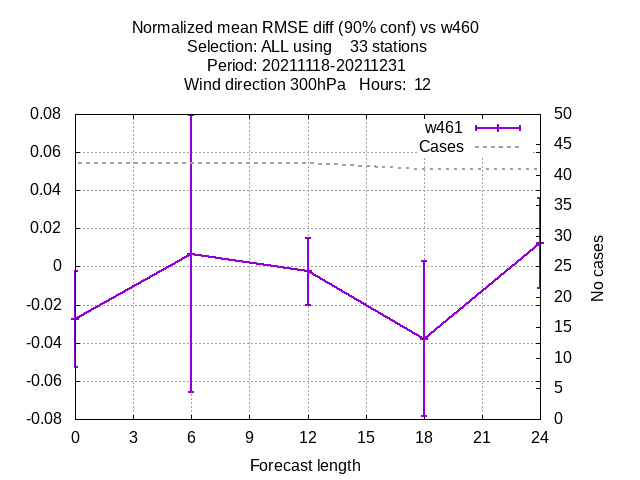 Normalized mean RMSE diff (90% conf) vs w460
Selection: ALL using    33 stations
Period: 20211118-20211231
Wind direction 300hPa   Hours:  12
w461
Cases
0.08
0.06
0.04
0.02
0
-0.02
-0.04
-0.06
-0.08
50
45
40
35
30
25
20
15
10
5
0
No cases
0 3 6 9 12 15 18 21 24
Forecast length